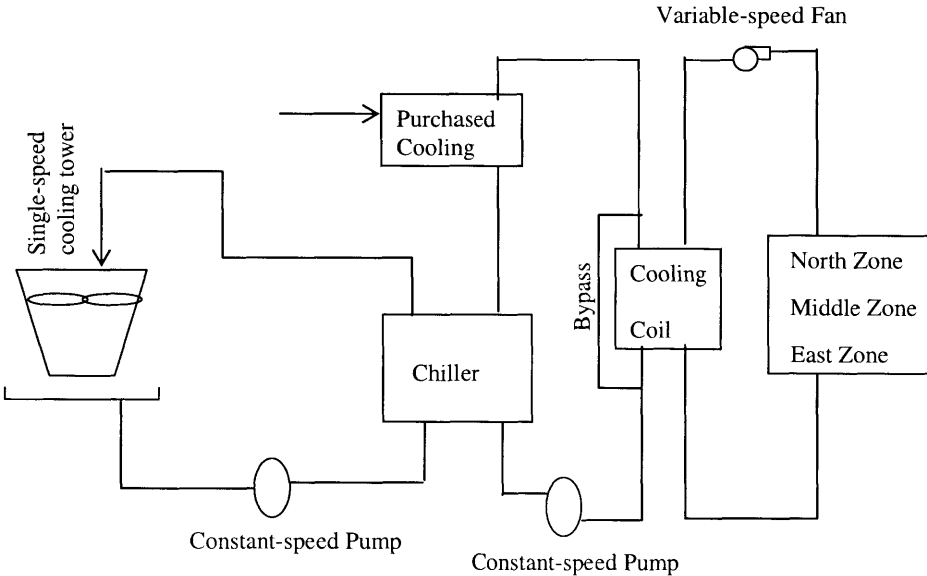 Variable-speed Fan
Purchased
Cooling
Single-speed
cooling tower
North Zone
Cooling
Bypass
Middle Zone
Coil
East Zone
Chiller
Constant-speed Pump
Constant-speed Pump